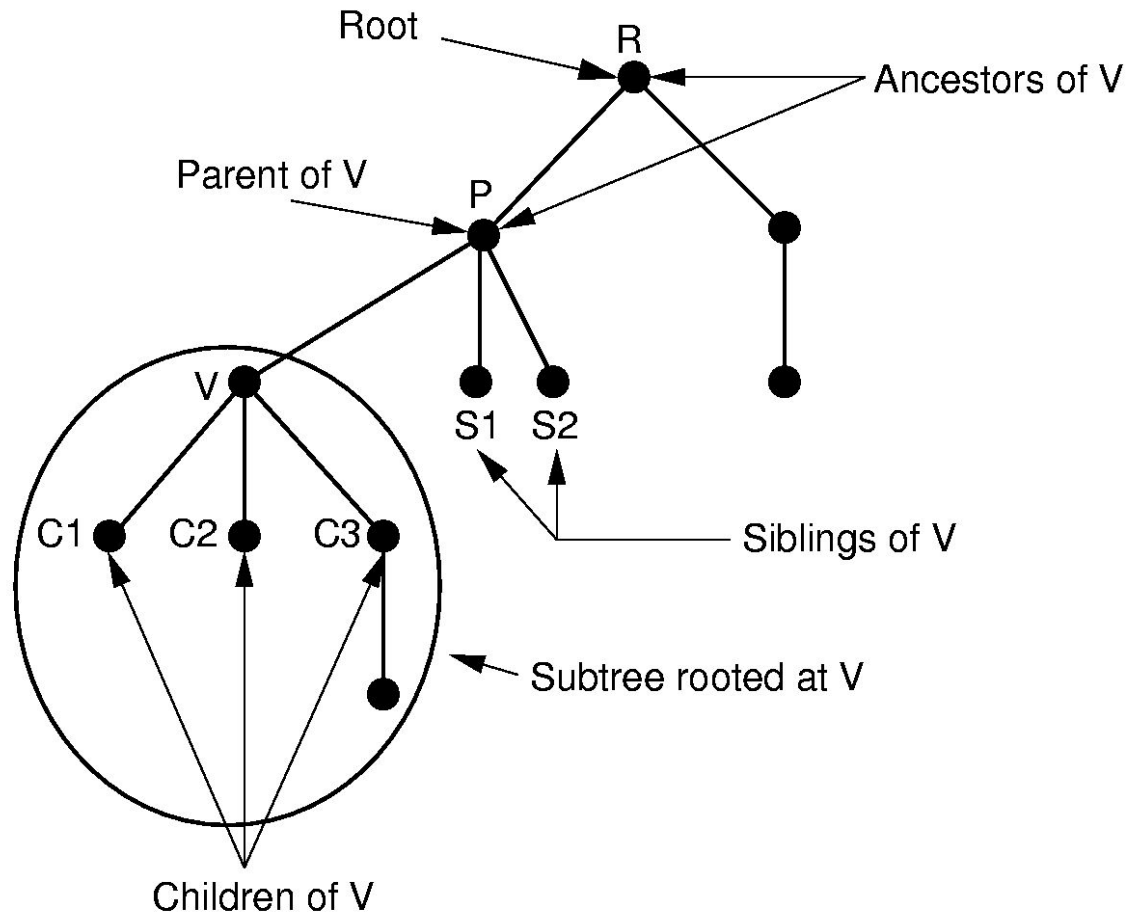 Root
R
Ancestors of V
Parent of V
P
V
S1 S2
C1 C2 C3
Siblings of V
Subtree rooted at V
Children of V